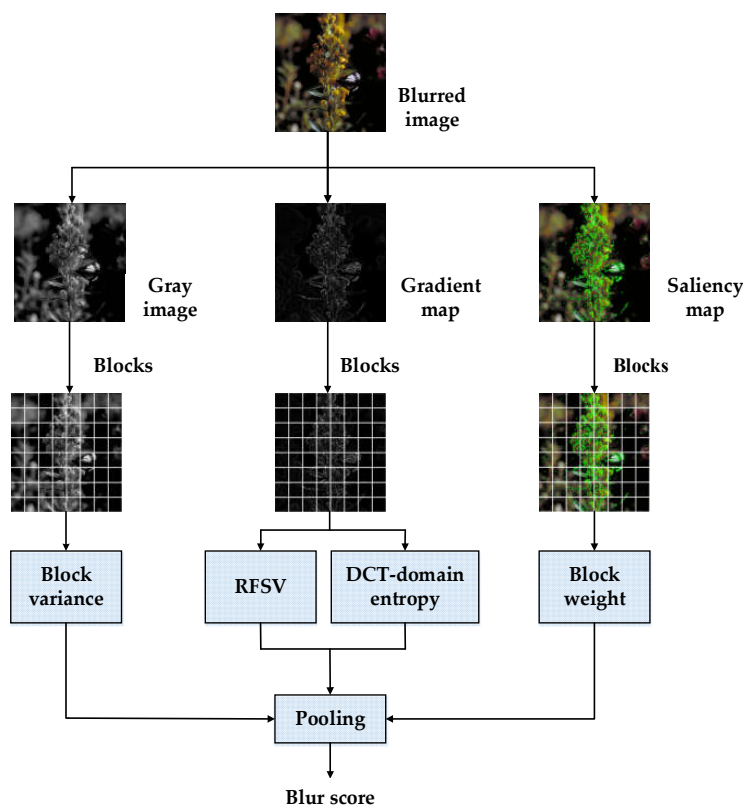 Blurred
image
Gray
image
Gradient
map
Saliency
map
Blocks
Blocks
Blocks
Block
variance
RFSV
DCT-domain
entropy
Block
weight
Pooling
Blur score